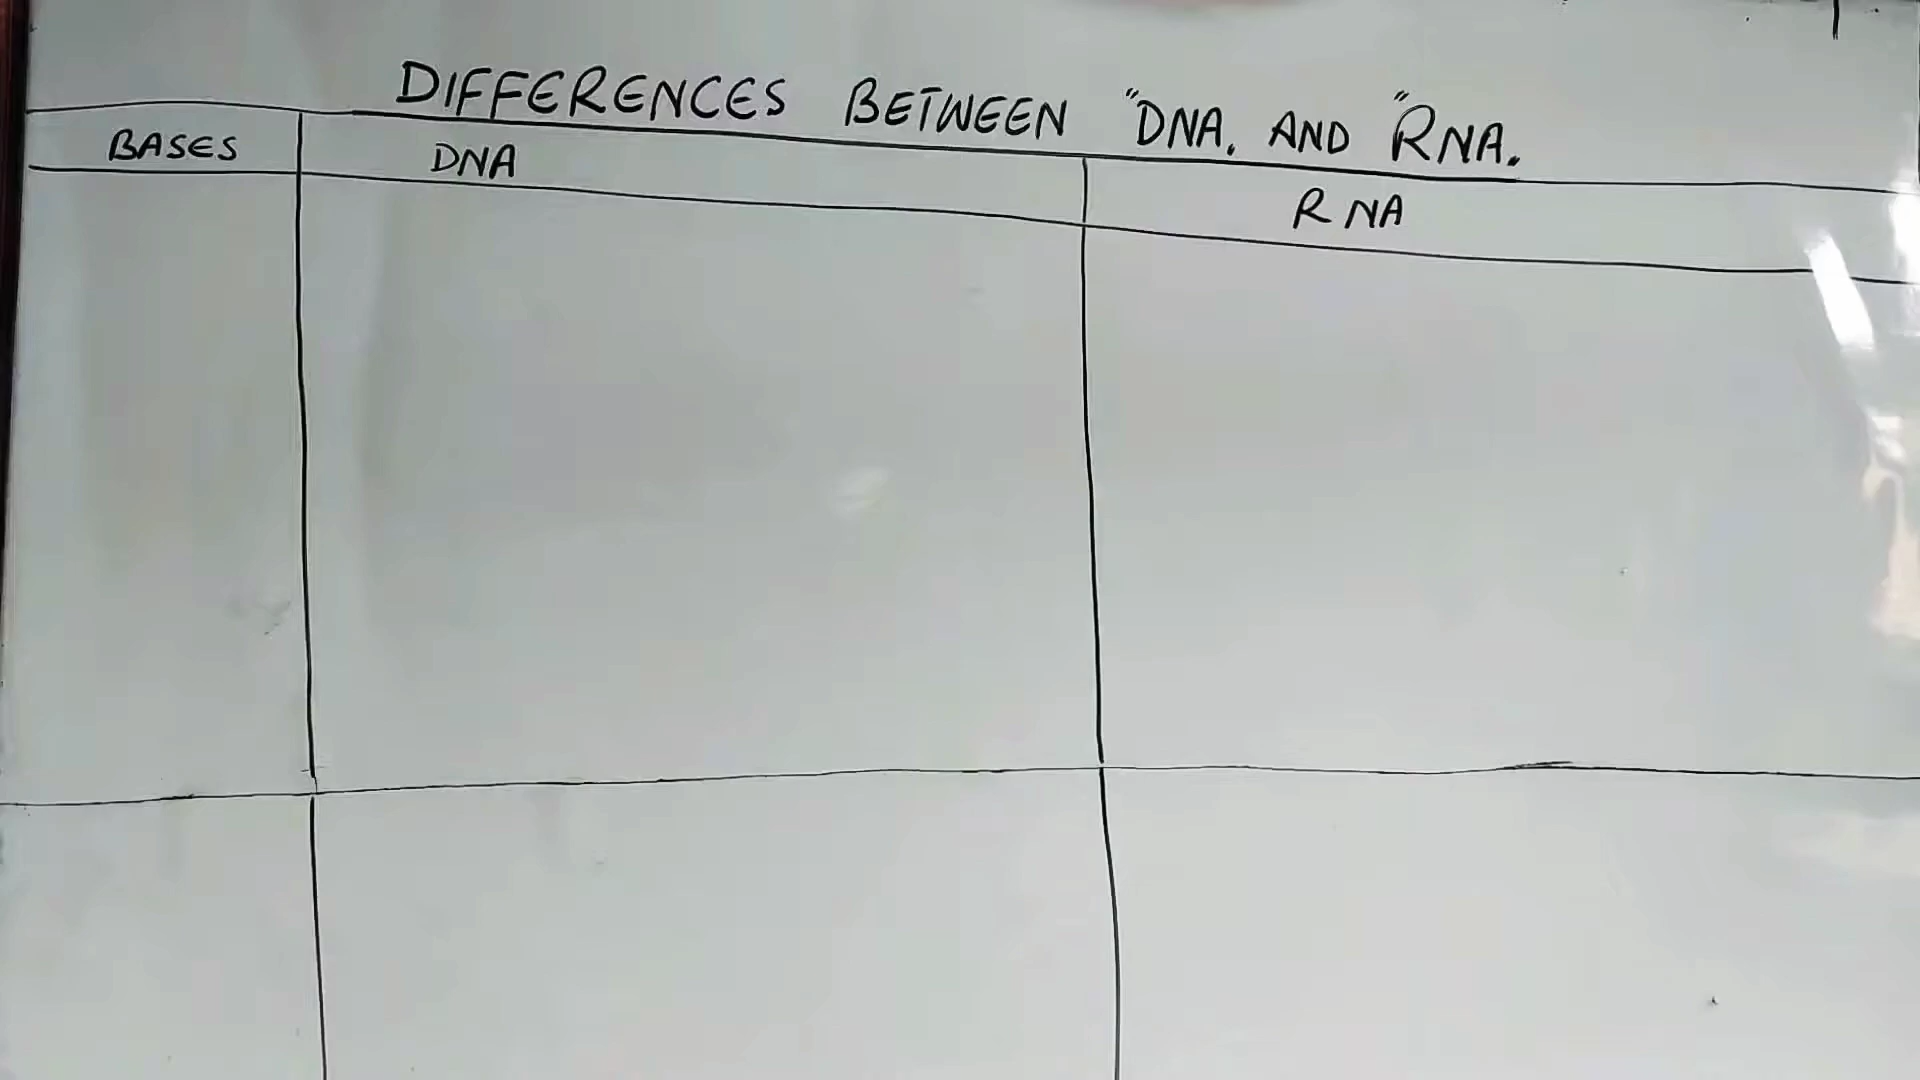 DIFFERENCES BETWEEN "DNA. AND "RNA.
BASES DNA RNA